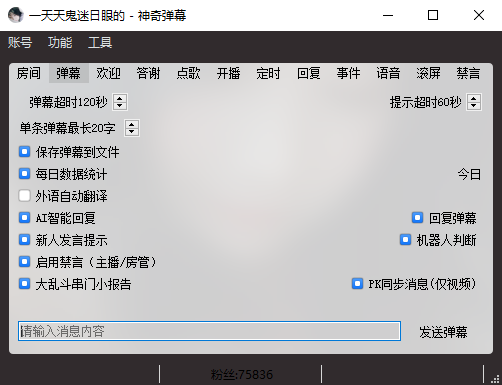 一天天鬼迷日眼的 - 神奇弹幕
账号 功能 工具
房间 弹幕 欢迎 答谢 点歌 开播 定时 回复 事件 语音 滚屏 禁言
弹幕超时120秒 提示超时60秒
单条弹幕最长20字
保存弹幕到文件
每日数据统计 今日
外语自动翻译
AI智能回复 回复弹幕
新人发言提示 机器人判断
启用禁言（主播/房管）
大乱斗串门小报告 PK同步消息(仅视频)
请输入消息内容 发送弹幕
粉丝:75836